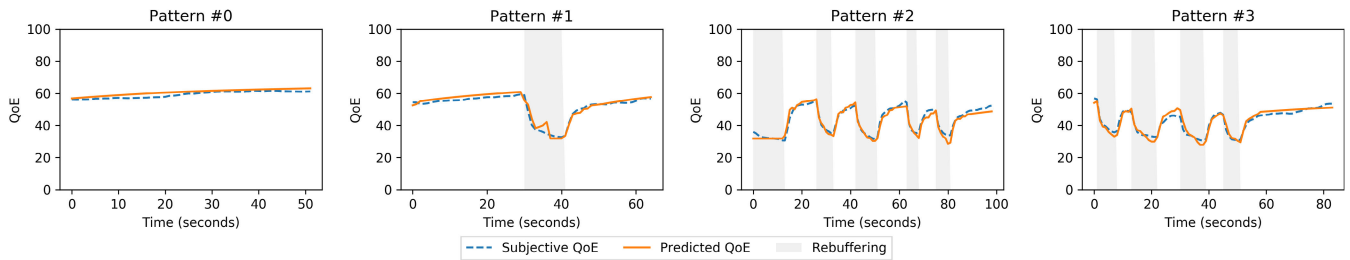 Pattern #0
Pattern #1
Pattern #2
Pattern #3
100
80
60
40
20
0
QoE
0 10 20 30 40 50
Time (seconds)
100
80
60
40
20
0
QoE
0 20 40 60
Time (seconds)
100
80
60
40
20
0
QoE
0 20 40 60 80 100
Time (seconds)
100
80
60
40
20
0
QoE
0 20 40 60 80
Time (seconds)
Subjective QoE Predicted QoE Rebuffering